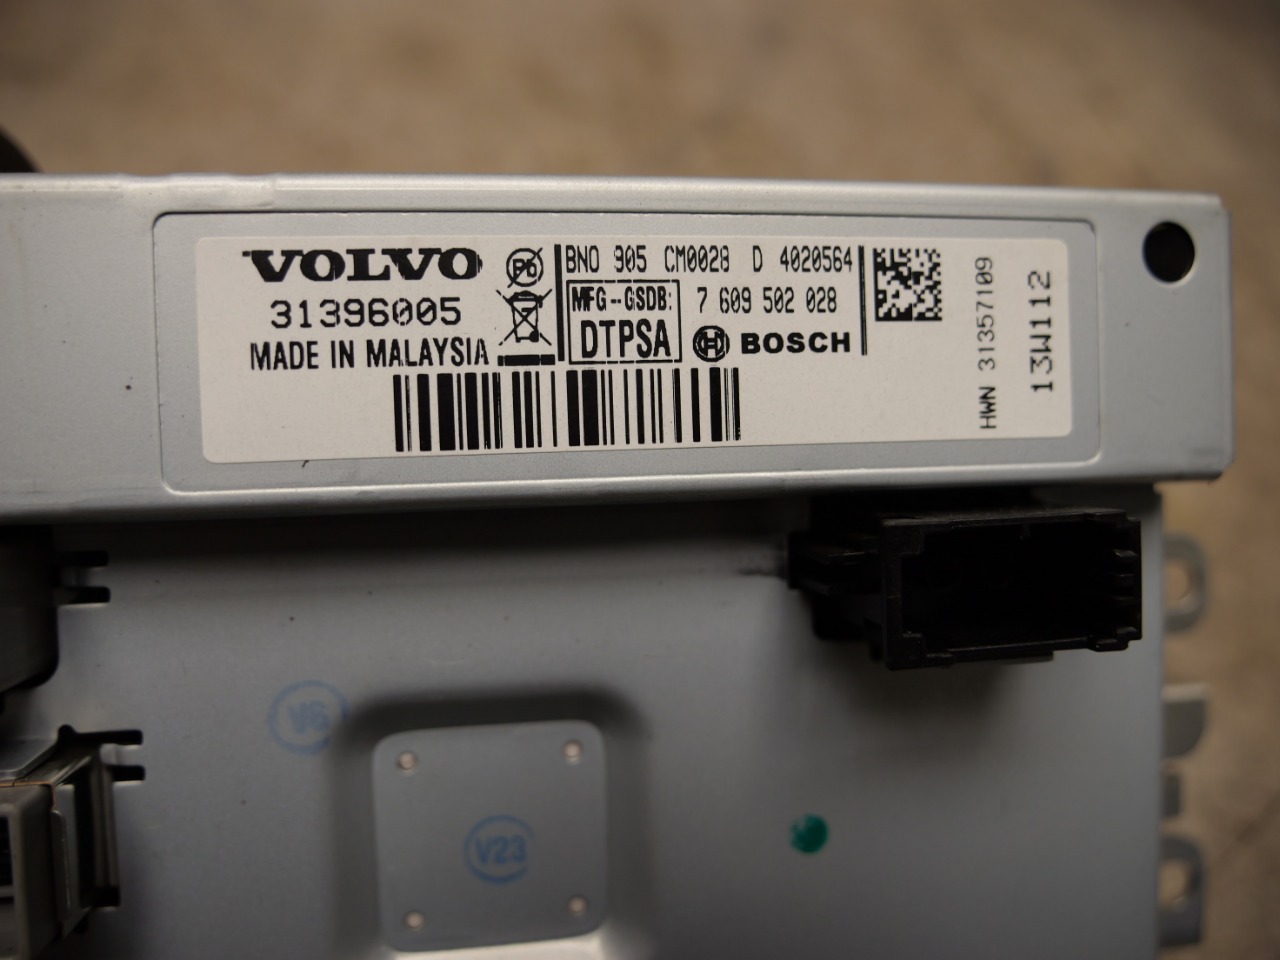 VOLVO
31396005
MADE IN MALAYSIA
Pb
BNO 905 CM0028 D 4020564
MFG-GSDB:
DTPSA
7 609 502 028
BOSCH
HWN 31357109
13W112
V6
V23